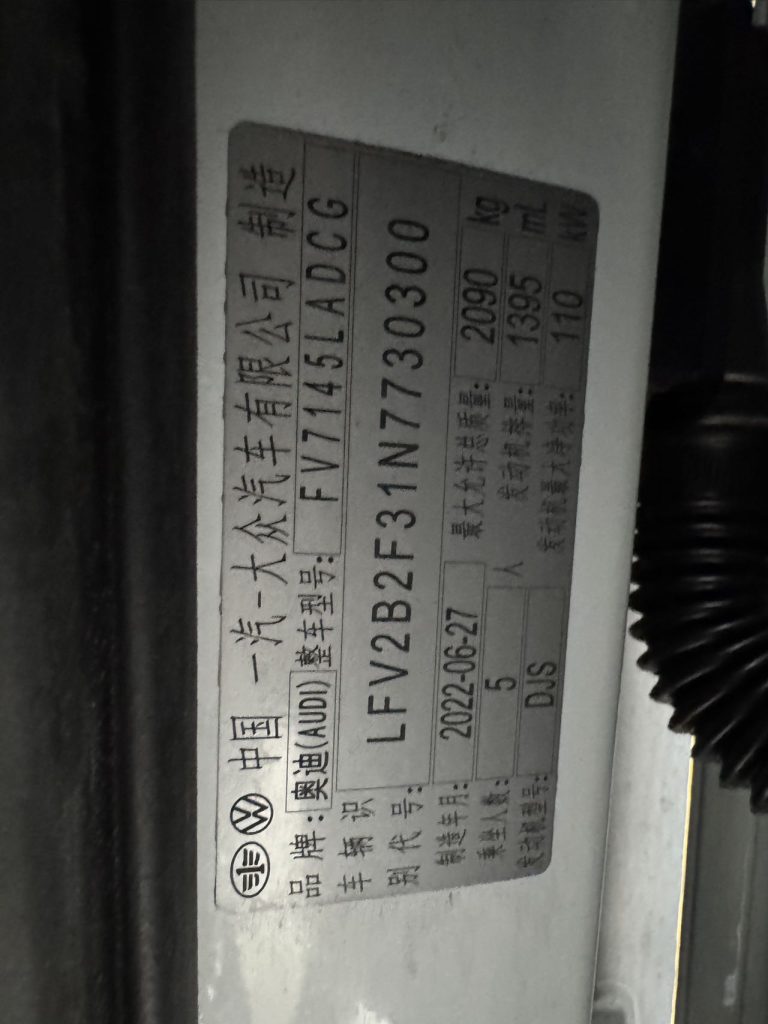 中国 一汽-大众汽车有限公司 制造
品牌: 奥迪(AUDI) 整车型号: FV7145LADCG
车辆识别代号: LFV2B2F31N7730300
制造年月: 2022-06-27 最大允许总质量: 2090 kg
乘坐人数: 5 人 发动机排量: 1395 mL
发动机型号: DJS 发动机最大净功率: 110 kW